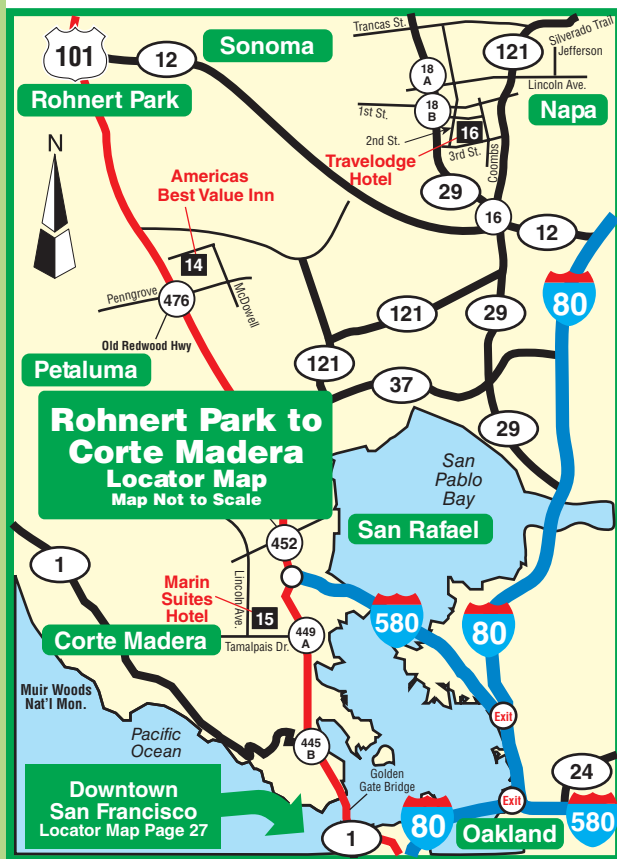 Trancas St.
Silverado Trail
Sonoma
101
12
121
Jefferson
18
A
Lincoln Ave.
Rohnert Park
1st St.
18
B
Napa
2nd St.
16
3rd St.
Coombs
Travelodge
Hotel
N
Americas
Best Value Inn
29
16
12
14
80
Penngrove
476
McDowell
121
29
Old Redwood Hwy
121
Petaluma
37
Rohnert Park to
Corte Madera
Locator Map
Map Not to Scale
29
San
Pablo
Bay
San Rafael
452
1
Lincoln Ave.
Marin
Suites
Hotel
15
580
80
449
A
Corte Madera
Tamalpais Dr.
Muir Woods
Nat'l Mon.
Exit
Pacific
Ocean
445
B
Golden
Gate Bridge
24
Downtown
San Francisco
Locator Map Page 27
Exit
1
80
Oakland
580